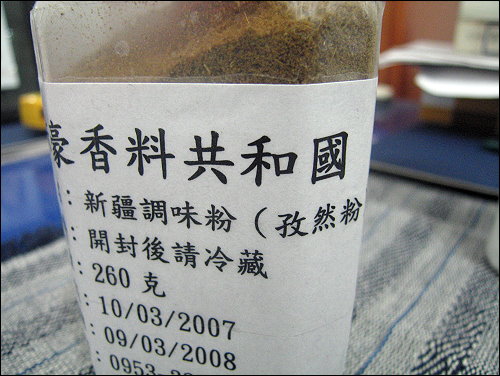 豪香料共和國
: 新疆調味粉（孜然粉
: 開封後請冷藏
: 260 克
: 10/03/2007
: 09/03/2008
: 0953